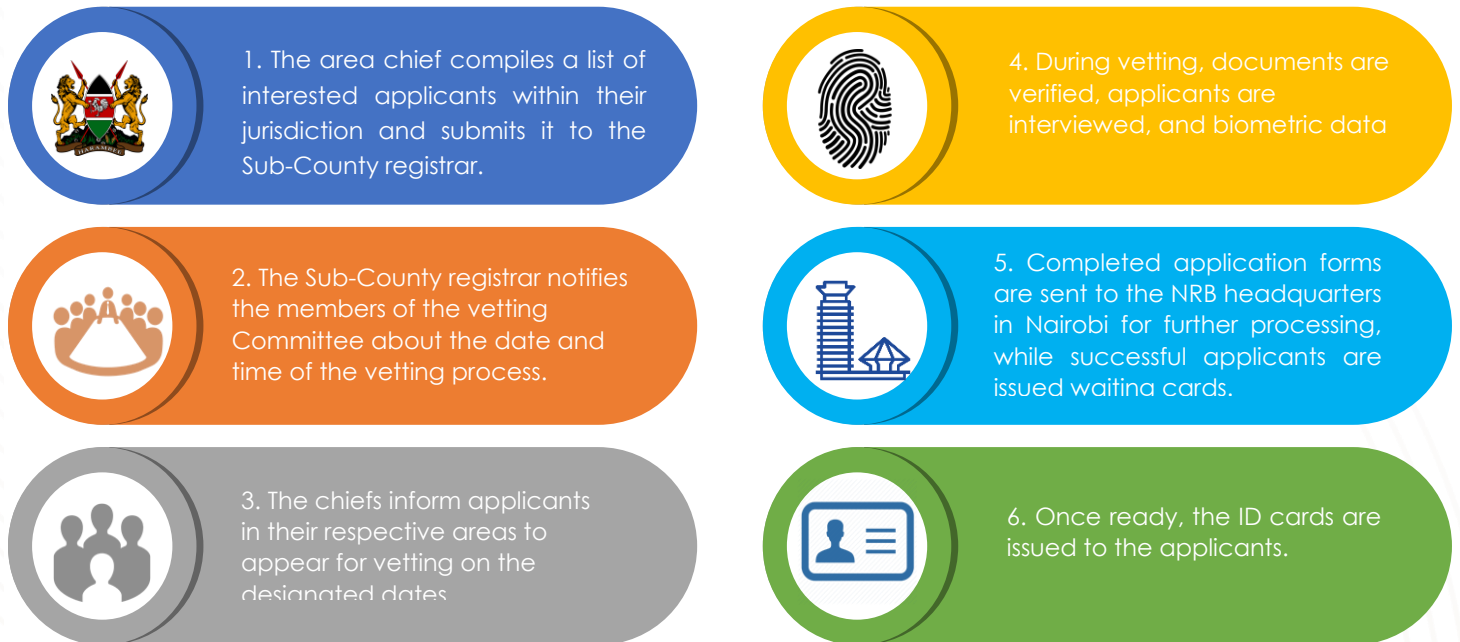 1. The area chief compiles a list of
interested applicants within their
jurisdiction and submits it to the
Sub-County registrar.
HARAMBEE
2. The Sub-County registrar notifies
the members of the vetting
Committee about the date and
time of the vetting process.
3. The chiefs inform applicants
in their respective areas to
appear for vetting on the
designated dates
4. During vetting, documents are
verified, applicants are
interviewed, and biometric data
5. Completed application forms
are sent to the NRB headquarters
in Nairobi for further processing,
while successful applicants are
issued waiting cards.
6. Once ready, the ID cards are
issued to the applicants.